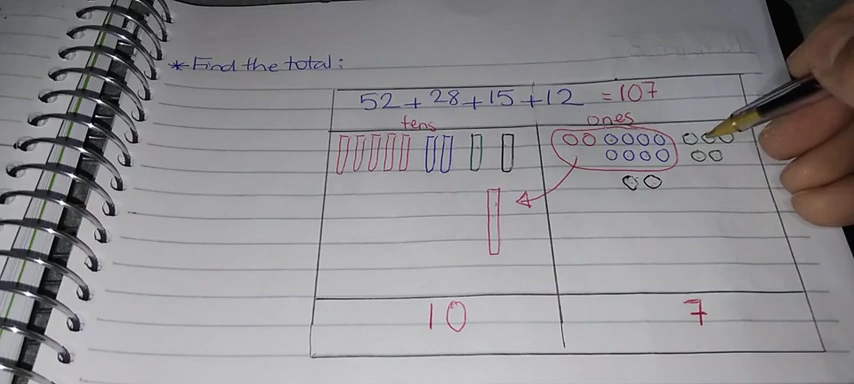 * Find the total:
52 + 28 + 15 + 12 = 107
tens ones
10 7